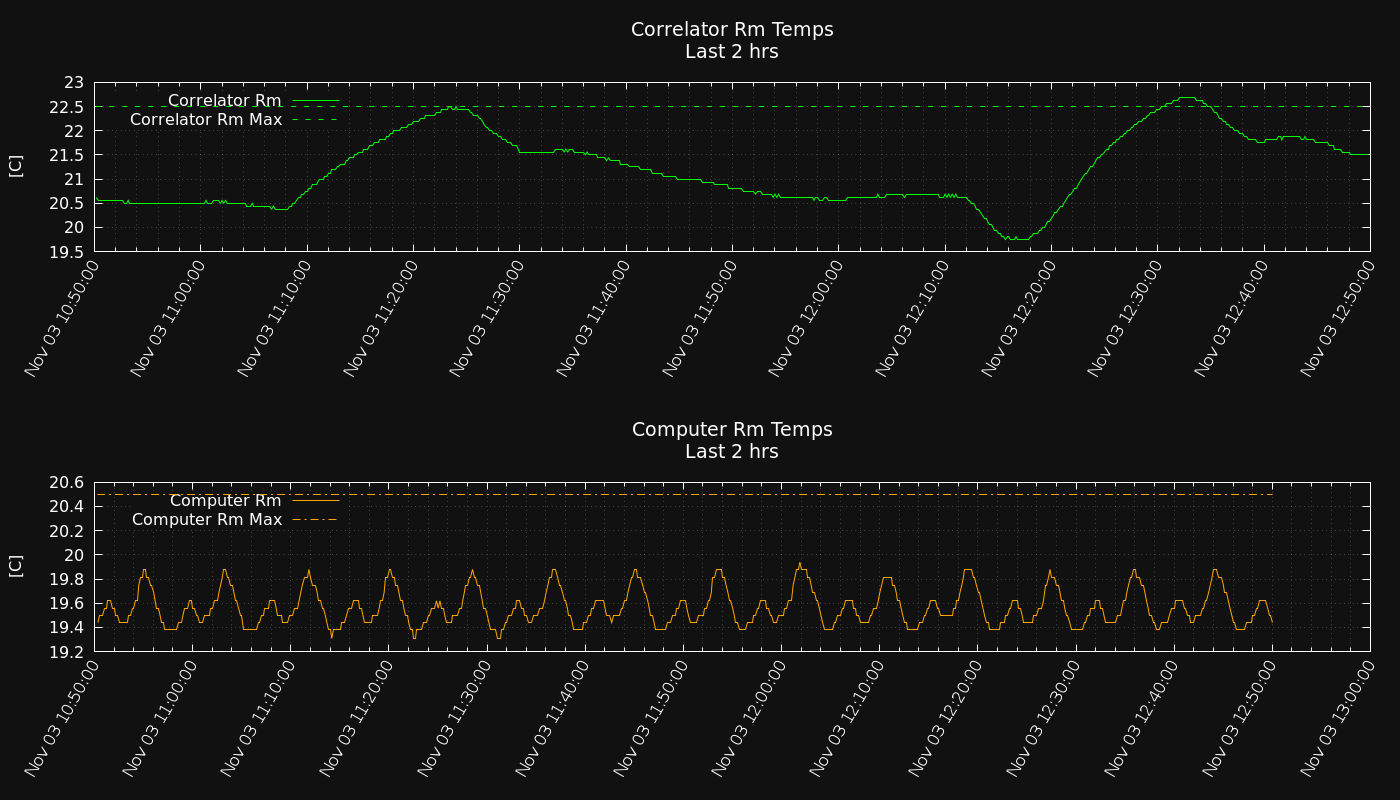 Correlator Rm Temps
Last 2 hrs
23
22.5
22
21.5
21
20.5
20
19.5
[C]
Correlator Rm
Correlator Rm Max
Nov 03 10:50:00
Nov 03 11:00:00
Nov 03 11:10:00
Nov 03 11:20:00
Nov 03 11:30:00
Nov 03 11:40:00
Nov 03 11:50:00
Nov 03 12:00:00
Nov 03 12:10:00
Nov 03 12:20:00
Nov 03 12:30:00
Nov 03 12:40:00
Nov 03 12:50:00
Computer Rm Temps
Last 2 hrs
20.6
20.4
20.2
20
19.8
19.6
19.4
19.2
[C]
Computer Rm
Computer Rm Max
Nov 03 10:50:00
Nov 03 11:00:00
Nov 03 11:10:00
Nov 03 11:20:00
Nov 03 11:30:00
Nov 03 11:40:00
Nov 03 11:50:00
Nov 03 12:00:00
Nov 03 12:10:00
Nov 03 12:20:00
Nov 03 12:30:00
Nov 03 12:40:00
Nov 03 12:50:00
Nov 03 13:00:00